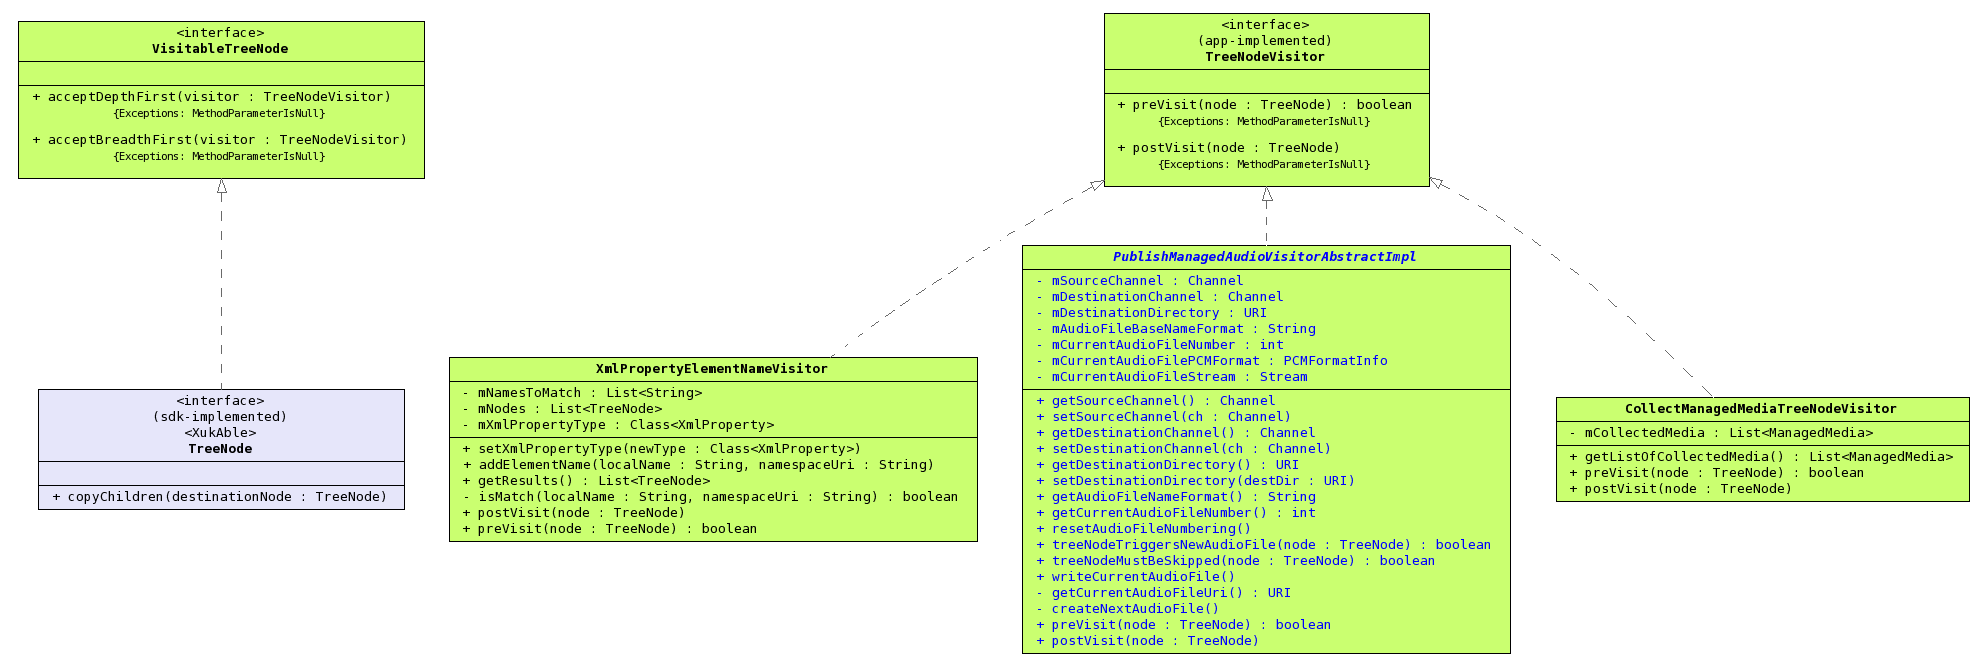 <interface>
VisitableTreeNode
+ acceptDepthFirst(visitor : TreeNodeVisitor)
{Exceptions: MethodParameterIsNull}
+ acceptBreadthFirst(visitor : TreeNodeVisitor)
{Exceptions: MethodParameterIsNull}
<interface>
(sdk-implemented)
<XukAble>
TreeNode
+ copyChildren(destinationNode : TreeNode)
<interface>
(app-implemented)
TreeNodeVisitor
+ preVisit(node : TreeNode) : boolean
{Exceptions: MethodParameterIsNull}
+ postVisit(node : TreeNode)
{Exceptions: MethodParameterIsNull}
XmlPropertyElementNameVisitor
- mNamesToMatch : List<String>
- mNodes : List<TreeNode>
- mXmlPropertyType : Class<XmlProperty>
+ setXmlPropertyType(newType : Class<XmlProperty>)
+ addElementName(localName : String, namespaceUri : String)
+ getResults() : List<TreeNode>
- isMatch(localName : String, namespaceUri : String) : boolean
+ postVisit(node : TreeNode)
+ preVisit(node : TreeNode) : boolean
PublishManagedAudioVisitorAbstractImpl
- mSourceChannel : Channel
- mDestinationChannel : Channel
- mDestinationDirectory : URI
- mAudioFileBaseNameFormat : String
- mCurrentAudioFileNumber : int
- mCurrentAudioFilePCMFormat : PCMFormatInfo
- mCurrentAudioFileStream : Stream
+ getSourceChannel() : Channel
+ setSourceChannel(ch : Channel)
+ getDestinationChannel() : Channel
+ setDestinationChannel(ch : Channel)
+ getDestinationDirectory() : URI
+ setDestinationDirectory(destDir : URI)
+ getAudioFileNameFormat() : String
+ getCurrentAudioFileNumber() : int
+ resetAudioFileNumbering()
+ treeNodeTriggersNewAudioFile(node : TreeNode) : boolean
+ treeNodeMustBeSkipped(node : TreeNode) : boolean
+ writeCurrentAudioFile()
- getCurrentAudioFileUri() : URI
- createNextAudioFile()
+ preVisit(node : TreeNode) : boolean
+ postVisit(node : TreeNode)
CollectManagedMediaTreeNodeVisitor
- mCollectedMedia : List<ManagedMedia>
+ getListOfCollectedMedia() : List<ManagedMedia>
+ preVisit(node : TreeNode) : boolean
+ postVisit(node : TreeNode)